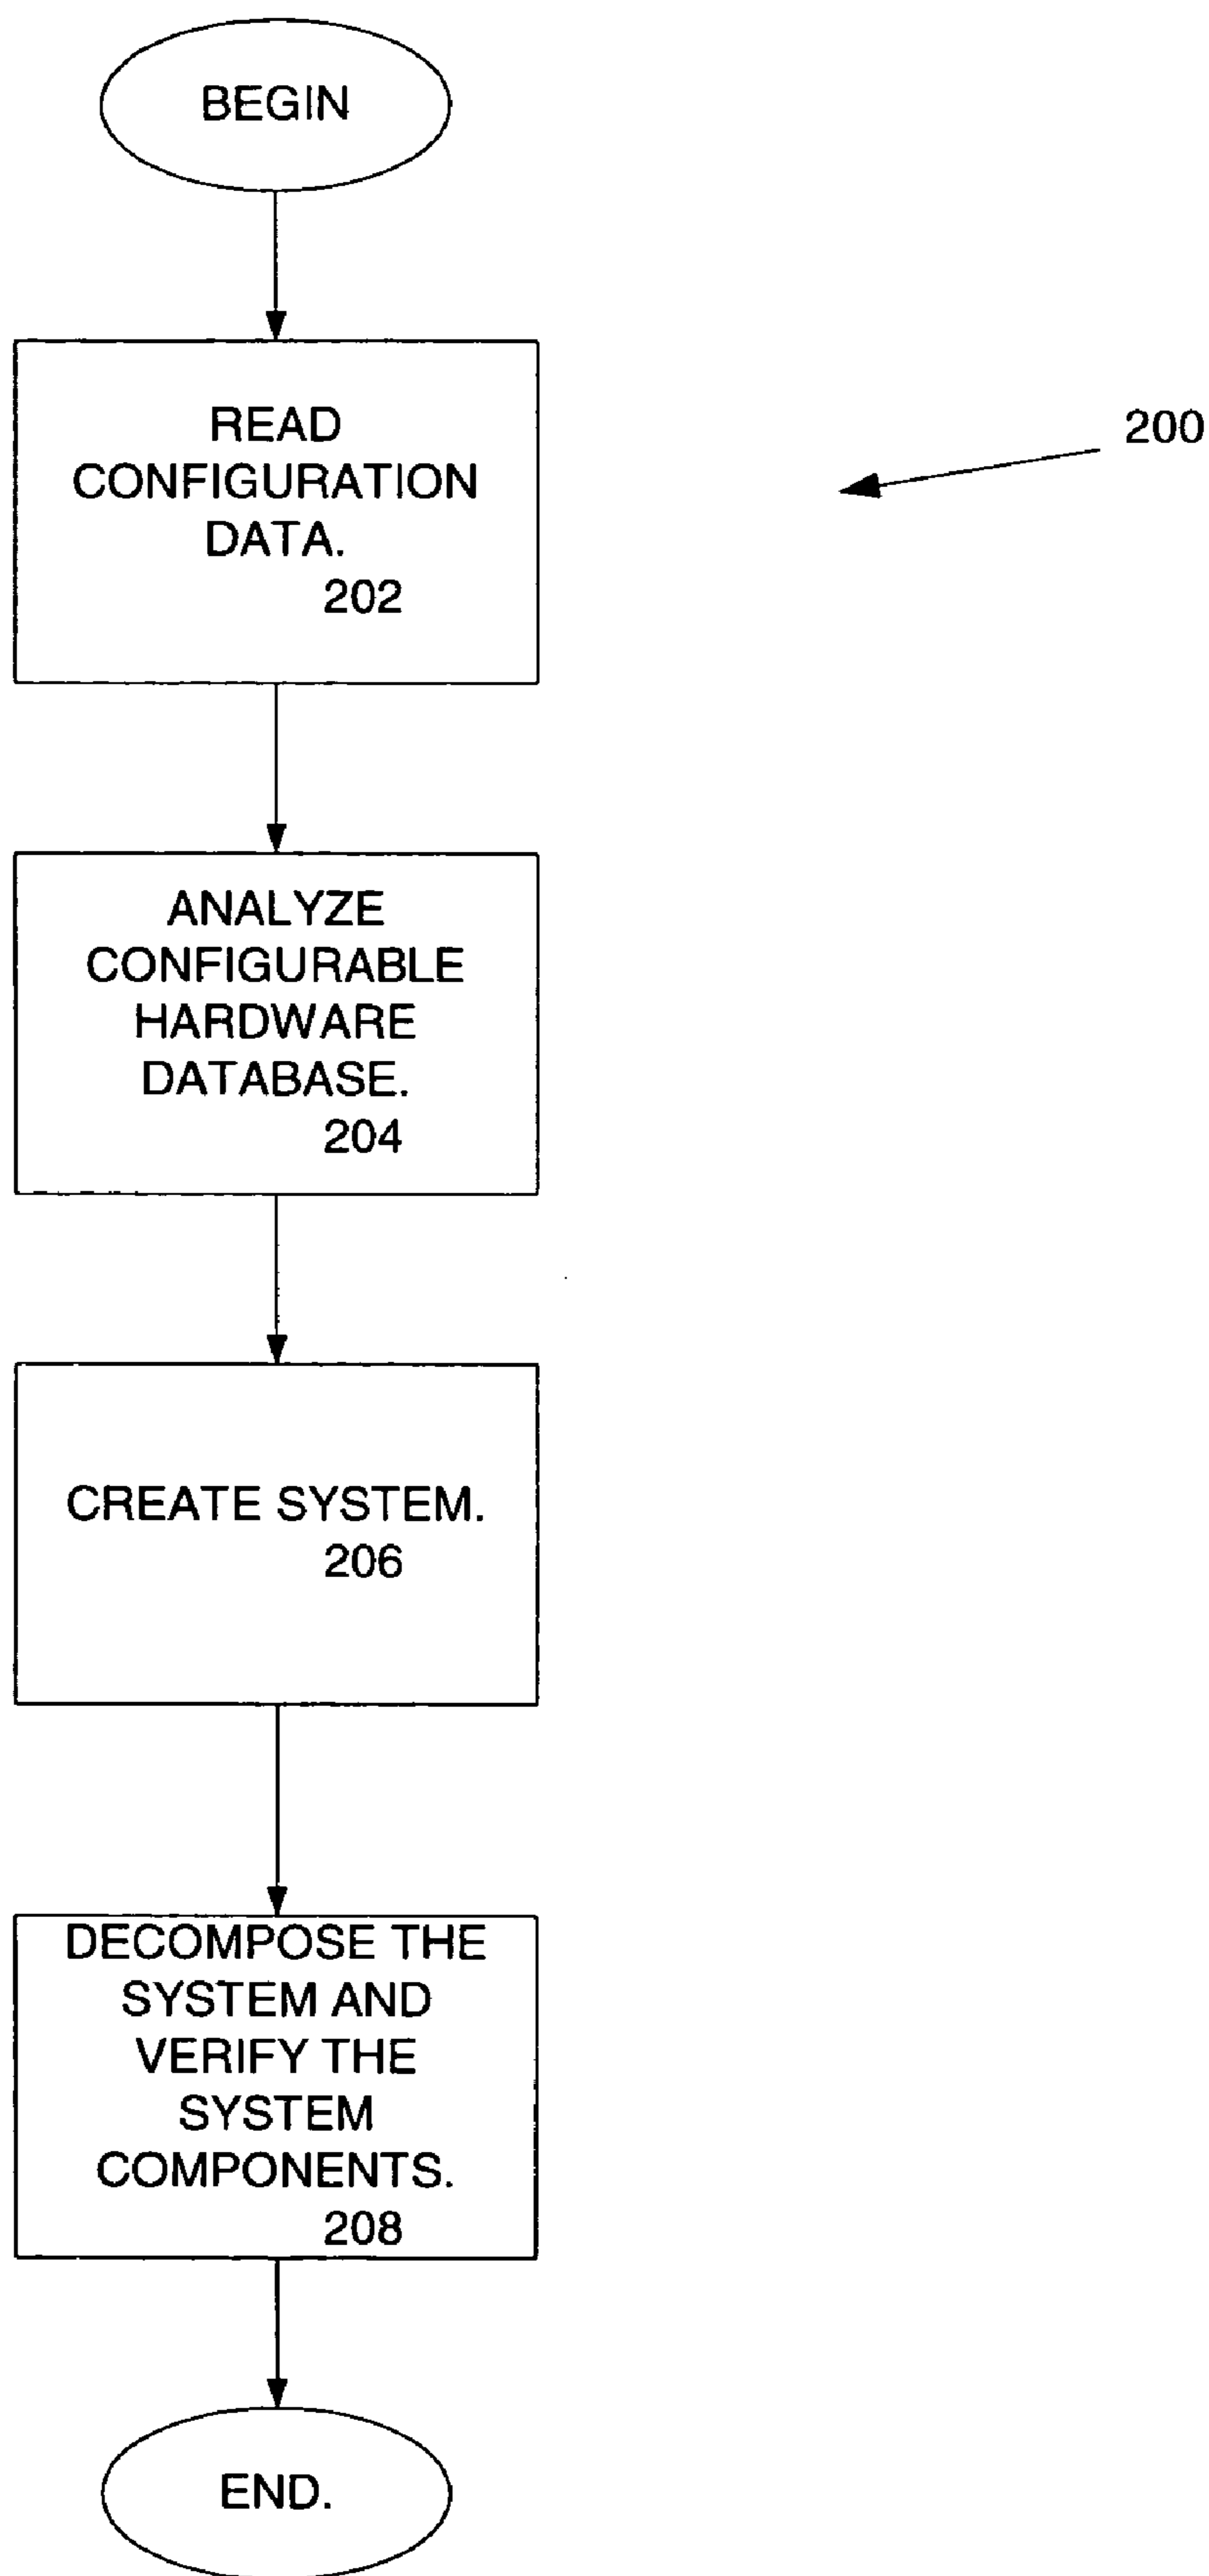 BEGIN
READ
CONFIGURATION
DATA.
202
200
ANALYZE
CONFIGURABLE
HARDWARE
DATABASE.
204
CREATE SYSTEM.
206
DECOMPOSE THE
SYSTEM AND
VERIFY THE
SYSTEM
COMPONENTS.
208
END.